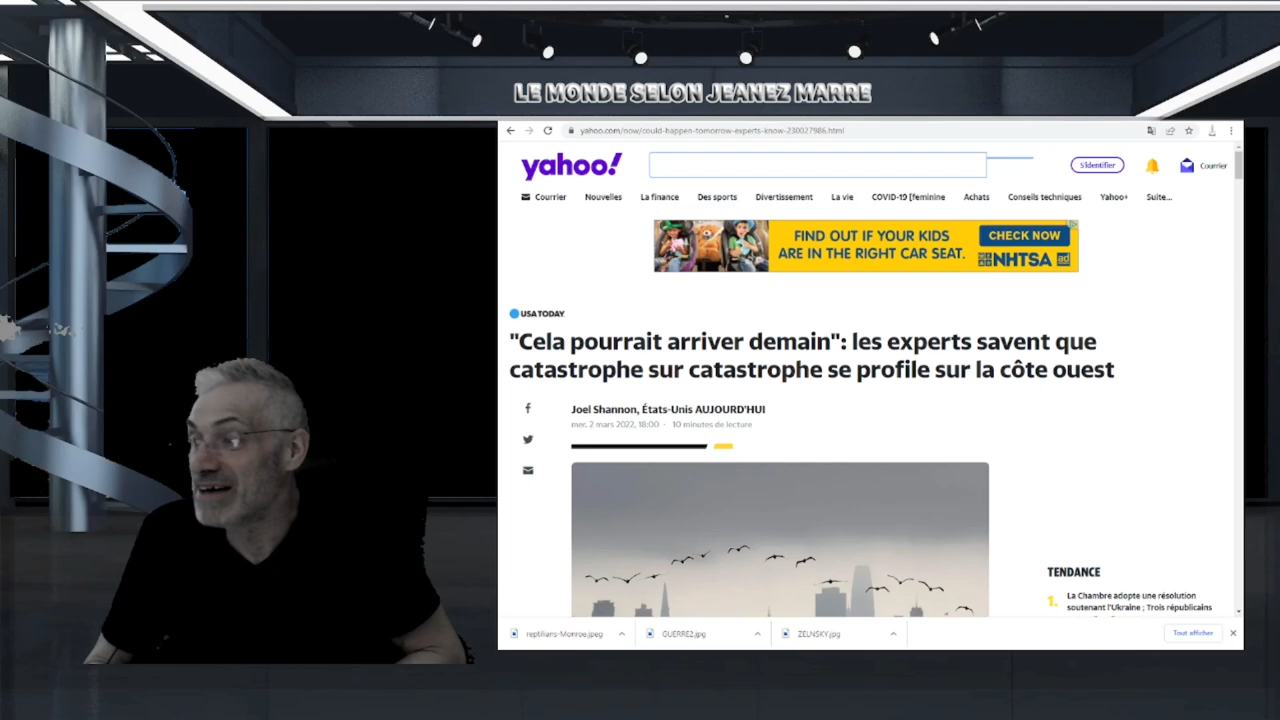 LE MONDE SELON JEANEZ MARRE
yahoo.com/now/could-happen-tomorrow-experts-know-230027986.html
yahoo!
S'identifier
Courrier
Courrier
Nouvelles
La finance
Des sports
Divertissement
La vie
COVID-19 [feminine
Achats
Conseils techniques
Yahoo+
Suite...
FIND OUT IF YOUR KIDS
ARE IN THE RIGHT CAR SEAT.
CHECK NOW
NHTSA
ad
USA TODAY
"Cela pourrait arriver demain": les experts savent que
catastrophe sur catastrophe se profile sur la côte ouest
Joel Shannon, États-Unis AUJOURD'HUI
mer. 2 mars 2022, 18:00 · 10 minutes de lecture
TENDANCE
1.
La Chambre adopte une résolution
soutenant l'Ukraine ; Trois républicains
reptilians-Monroe.jpeg
GUERRE2.jpg
ZELNSKY.jpg
Tout afficher